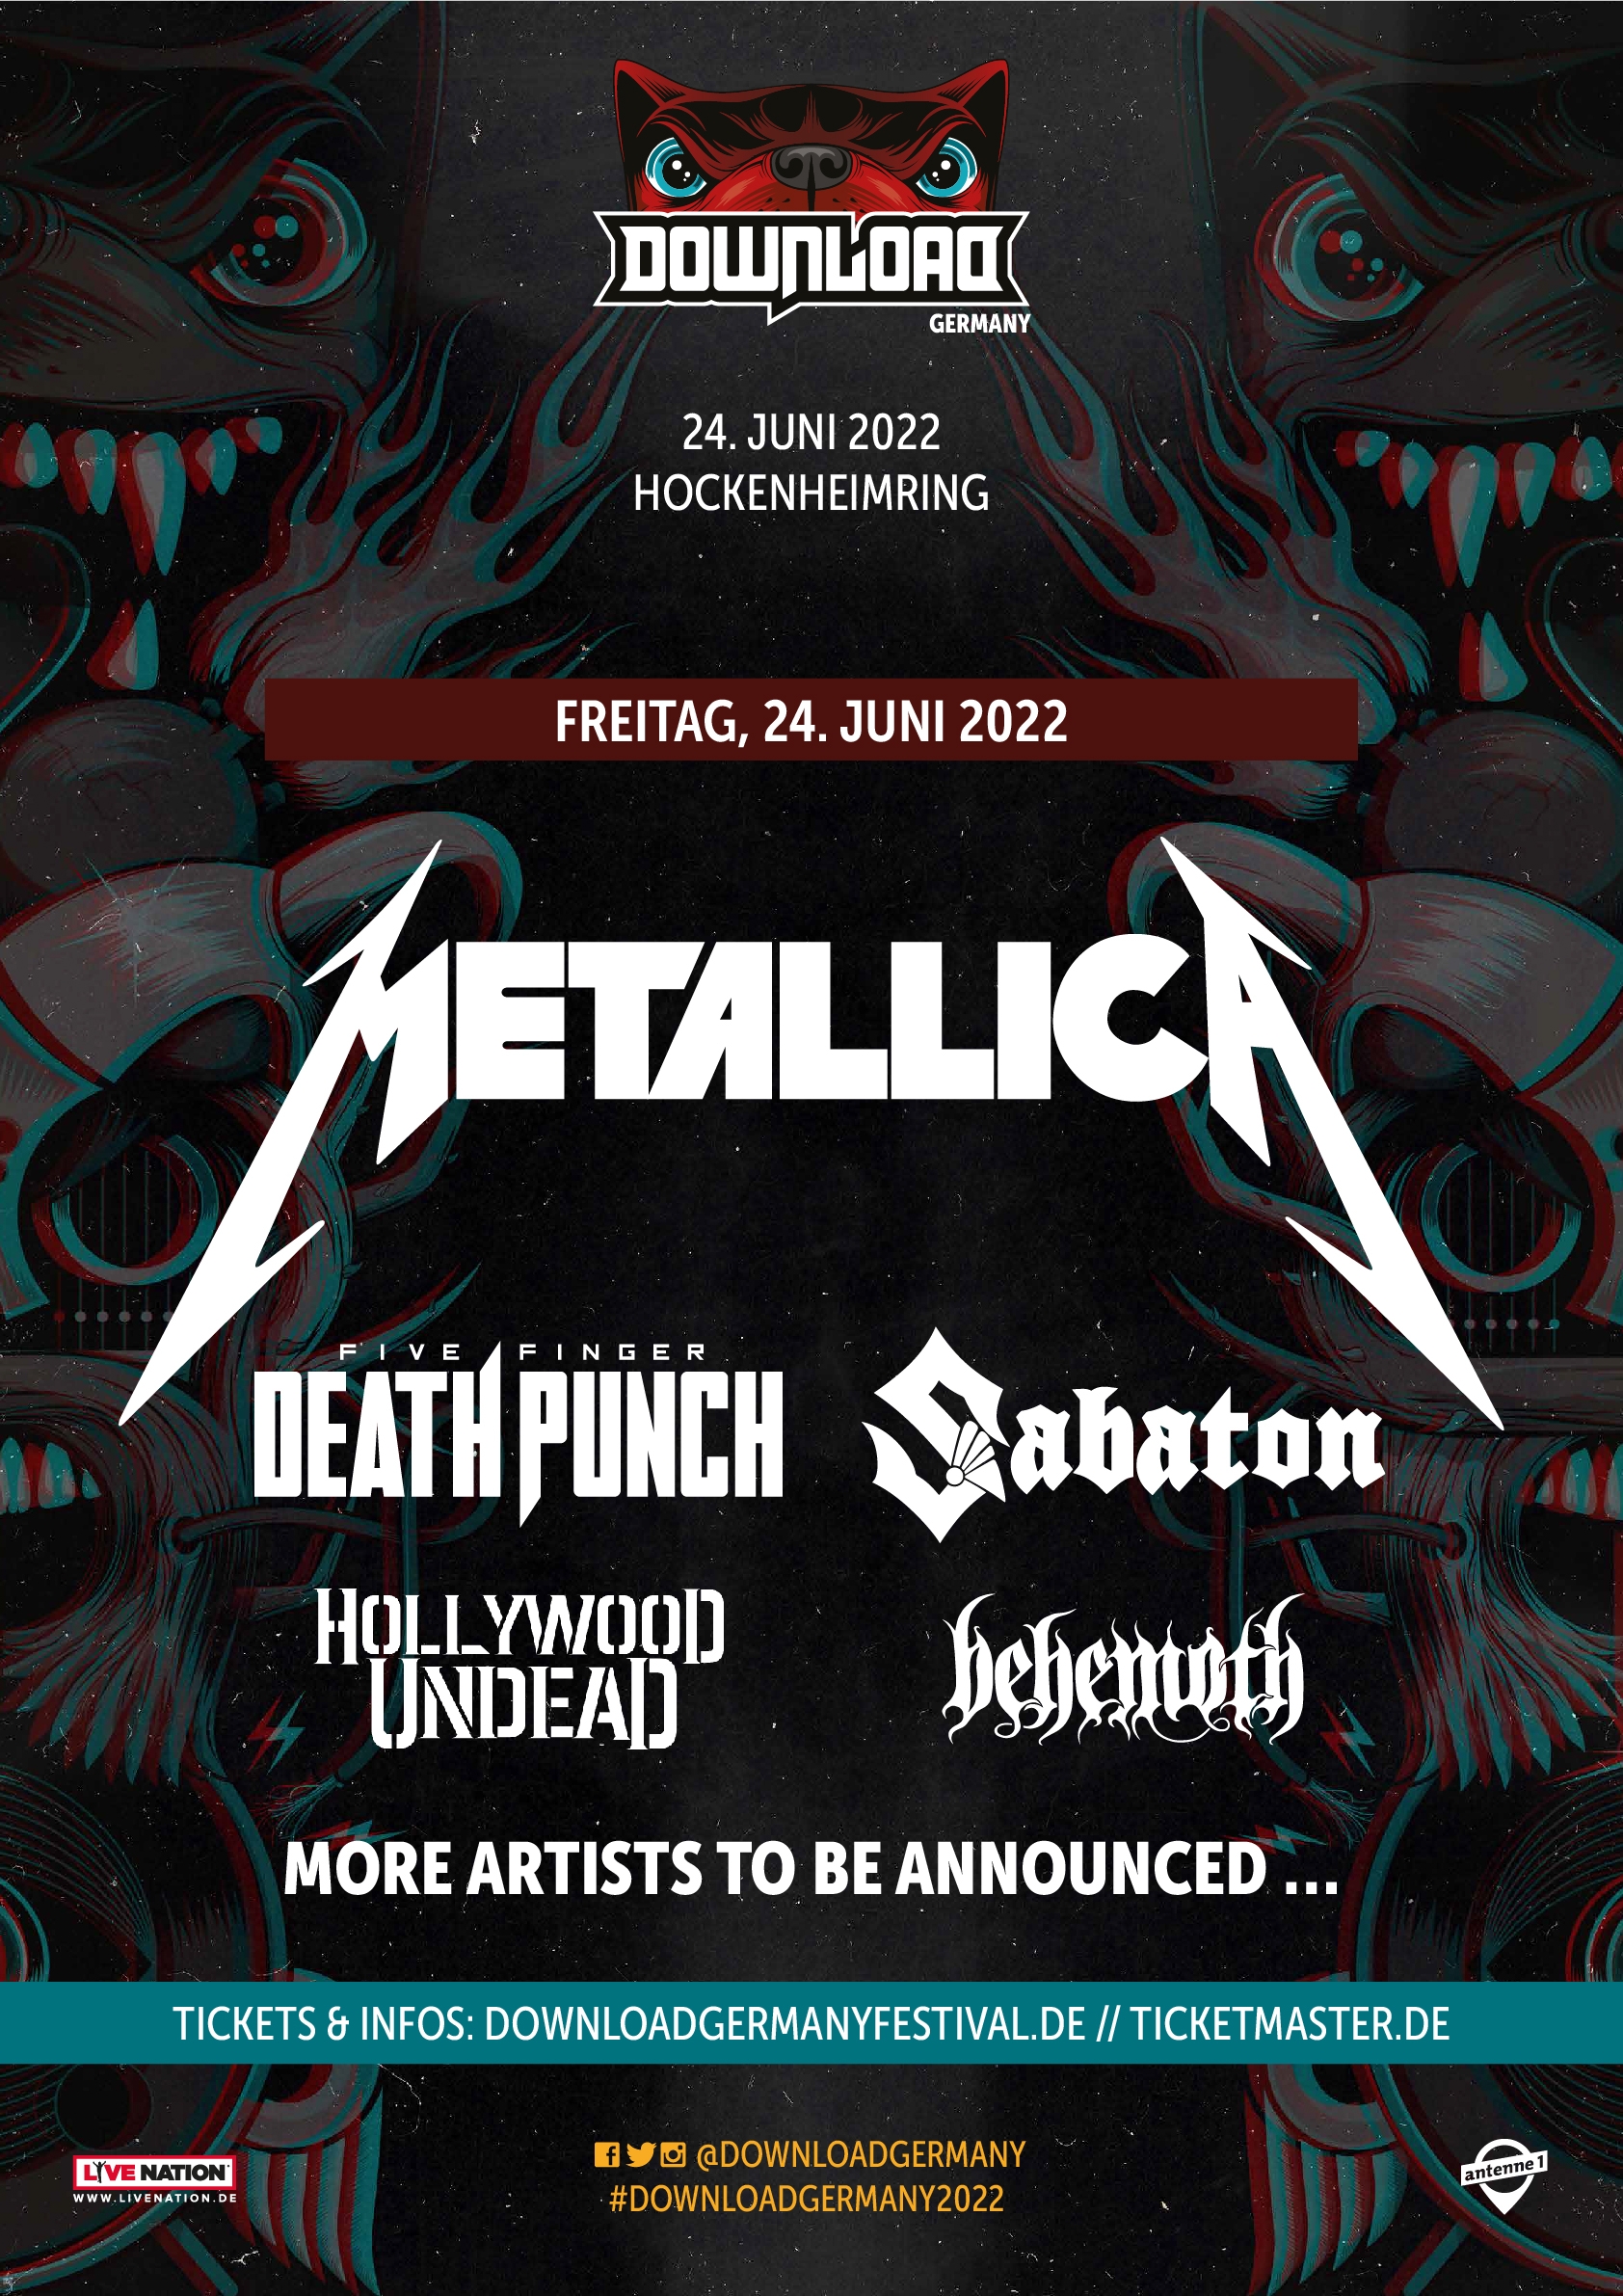 DOWNLOAD
GERMANY
24. JUNI 2022
HOCKENHEIMRING
FREITAG, 24. JUNI 2022
METALLICA
FIVE FINGER
DEATH PUNCH
Sabaton
HOLLYWOOD
UNDEAD
behemoth
MORE ARTISTS TO BE ANNOUNCED ...
TICKETS & INFOS: DOWNLOADGERMANYFESTIVAL.DE // TICKETMASTER.DE
@DOWNLOADGERMANY
#DOWNLOADGERMANY2022
LIVE NATION
WWW.LIVENATION.DE
antenne 1